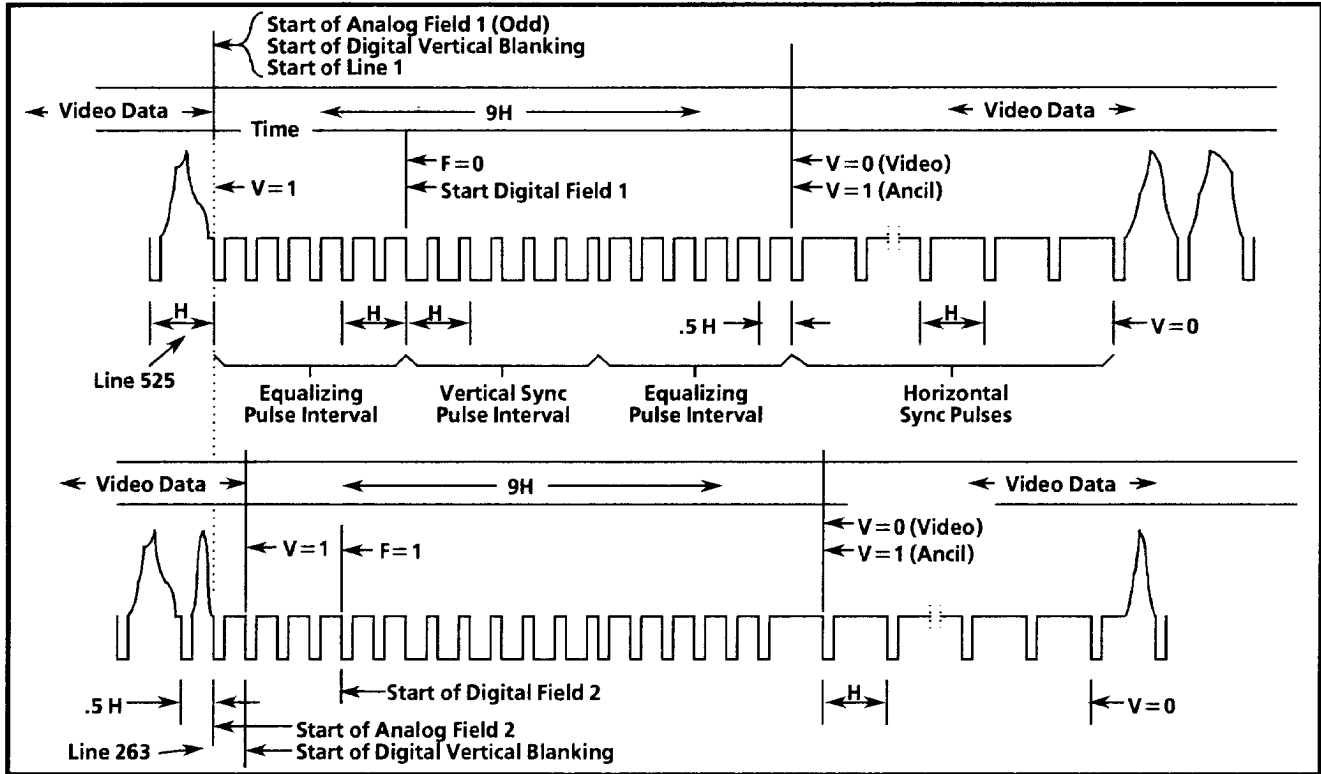 Start of Analog Field 1 (Odd)
Start of Digital Vertical Blanking
Start of Line 1
Video Data
9H
Video Data
Time
F=0
V=0 (Video)
V=1
Start Digital Field 1
V=1 (Ancil)
H
H
H
.5 H
H
V=0
Line 525
Equalizing
Pulse Interval
Vertical Sync
Pulse Interval
Equalizing
Pulse Interval
Horizontal
Sync Pulses
Video Data
9H
Video Data
V=0 (Video)
V=1
F=1
V=1 (Ancil)
Start of Digital Field 2
.5 H
H
V=0
Start of Analog Field 2
Line 263
Start of Digital Vertical Blanking